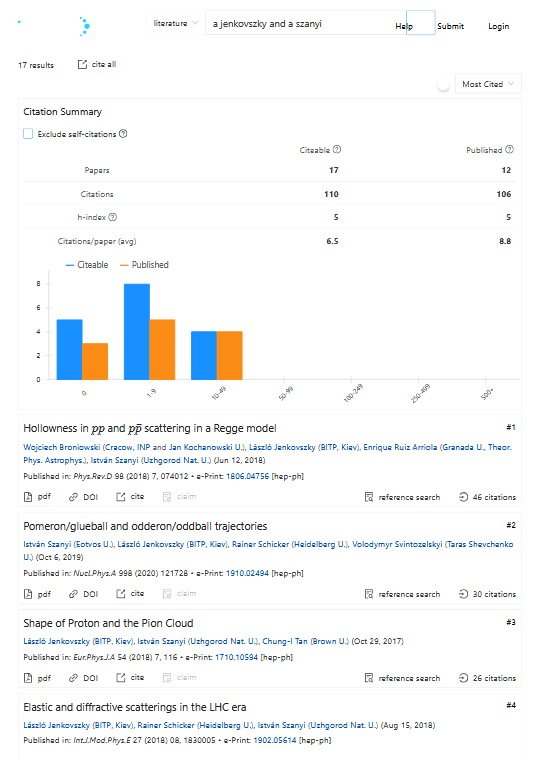 literature
a jenkovszky and a szanyi
Help
Submit
Login
17 results
cite all
Most Cited
Citation Summary
Exclude self-citations
Citeable Published
Papers 17 12
Citations 110 106
h-index 5 5
Citations/paper (avg) 6.5 8.8
Citeable Published
8
6
4
2
0
0 1-9 10-49 50-99 100-249 250-499 500+
Hollowness in pp and pp̄ scattering in a Regge model #1
Wojciech Broniowski (Cracow, INP and Jan Kochanowski U.), László Jenkovszky (BITP, Kiev), Enrique Ruiz Arriola (Granada U., Theor.
Phys. Astrophys.), István Szanyi (Uzhgorod Nat. U.) (Jun 12, 2018)
Published in: Phys.Rev.D 98 (2018) 7, 074012 • e-Print: 1806.04756 [hep-ph]
pdf DOI cite claim reference search 46 citations
Pomeron/glueball and odderon/oddball trajectories #2
István Szanyi (Eotvos U.), László Jenkovszky (BITP, Kiev), Rainer Schicker (Heidelberg U.), Volodymyr Svintozelskyi (Taras Shevchenko
U.) (Oct 6, 2019)
Published in: Nucl.Phys.A 998 (2020) 121728 • e-Print: 1910.02494 [hep-ph]
pdf DOI cite claim reference search 30 citations
Shape of Proton and the Pion Cloud #3
László Jenkovszky (BITP, Kiev), István Szanyi (Uzhgorod Nat. U.), Chung-I Tan (Brown U.) (Oct 29, 2017)
Published in: Eur.Phys.J.A 54 (2018) 7, 116 • e-Print: 1710.10594 [hep-ph]
pdf DOI cite claim reference search 26 citations
Elastic and diffractive scatterings in the LHC era #4
László Jenkovszky (BITP, Kiev), Rainer Schicker (Heidelberg U.), István Szanyi (Uzhgorod Nat. U.) (Aug 15, 2018)
Published in: Int.J.Mod.Phys.E 27 (2018) 08, 1830005 • e-Print: 1902.05614 [hep-ph]